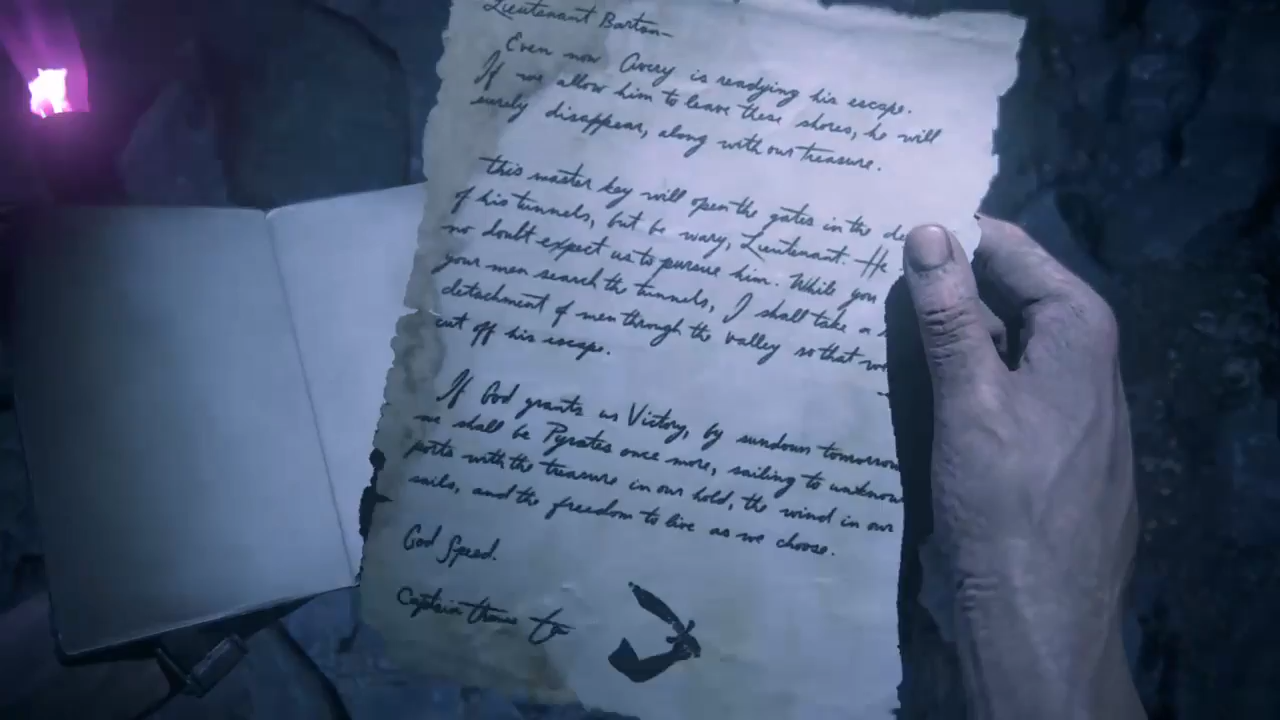 Lieutenant Barton—
Even now Avery is readying his escape.
If we allow him to leave these shores, he will
surely disappear, along with our treasure.
This master key will open the gates in the
of his tunnels, but be wary, Lieutenant. He
no doubt expect us to pursue him. While you
your men search the tunnels, I shall take a
detachment of men through the valley so that we
cut off his escape.
If God grants us Victory, by sundown tomorrow
we shall be Pyrates once more, sailing to unknown
ports with the treasure in our hold, the wind in our
sails, and the freedom to live as we choose.
God Speed.
Captain